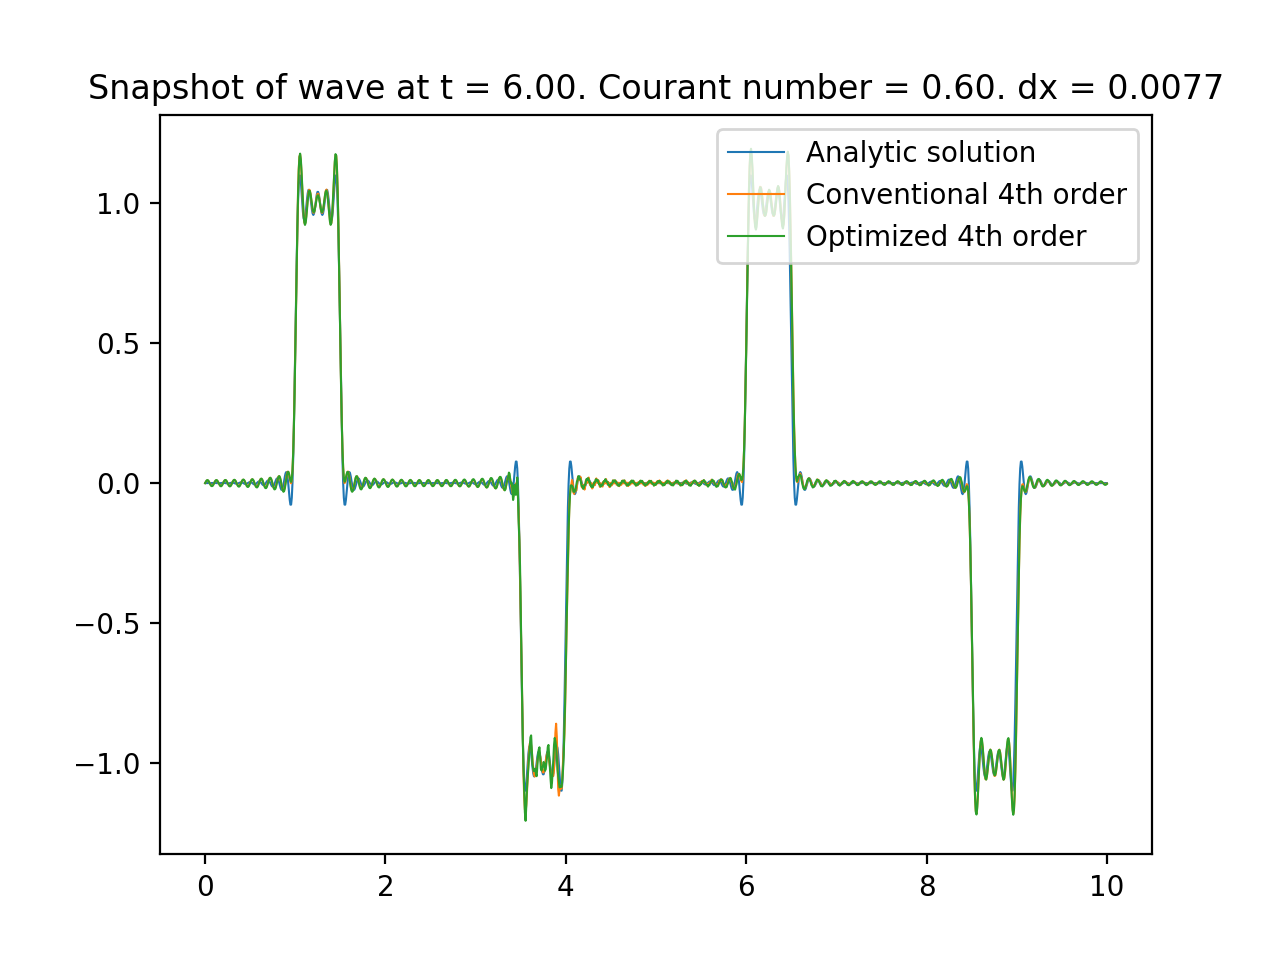 Snapshot of wave at t = 6.00. Courant number = 0.60. dx = 0.0077
Analytic solution
Conventional 4th order
Optimized 4th order
1.0
0.5
0.0
−0.5
−1.0
0 2 4 6 8 10